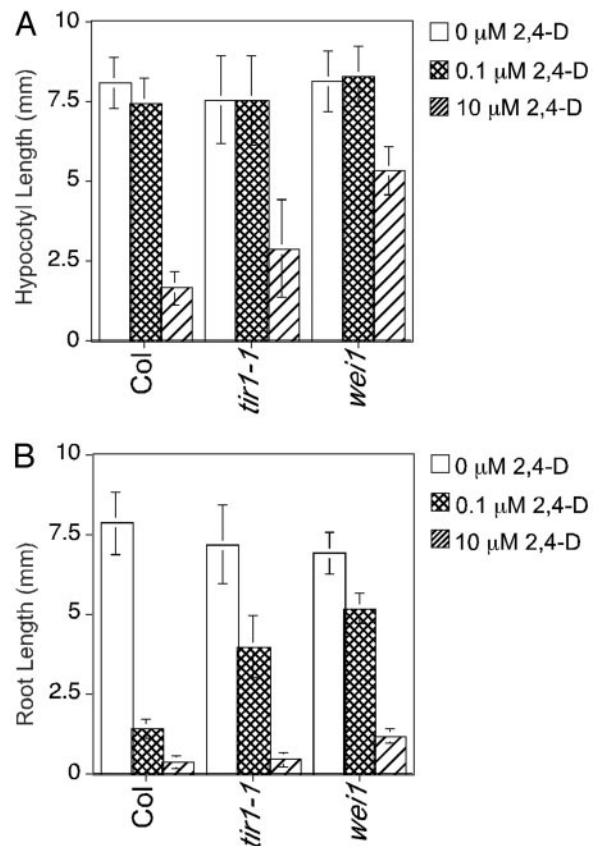 A
Hypocotyl Length (mm)
10
7.5
5
2.5
0
Col
tir1-1
wei1
0 μM 2,4-D
0.1 μM 2,4-D
10 μM 2,4-D
B
Root Length (mm)
10
7.5
5
2.5
0
Col
tir1-1
wei1
0 μM 2,4-D
0.1 μM 2,4-D
10 μM 2,4-D